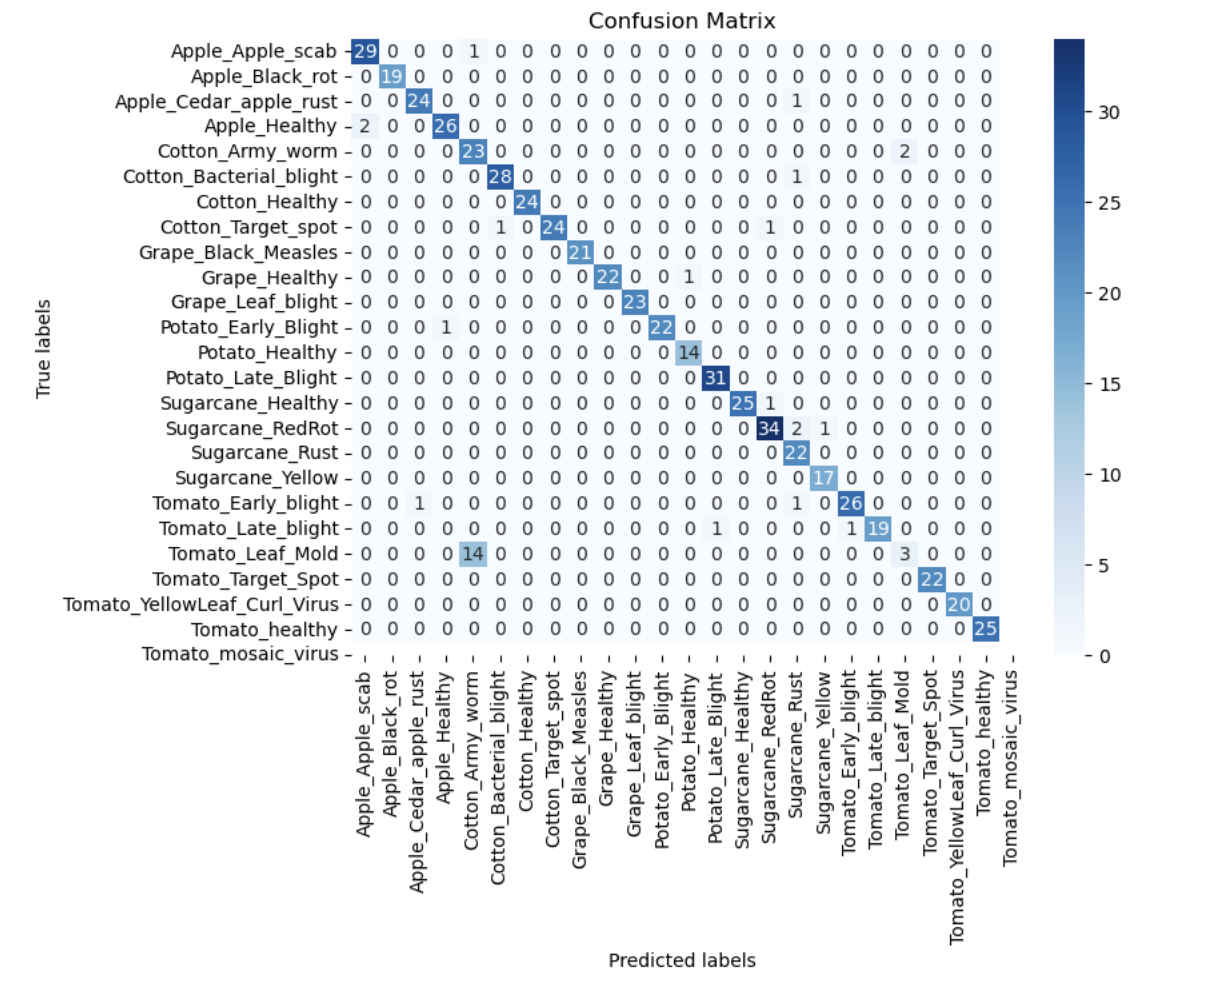 Confusion Matrix
True labels
Apple_Apple_scab 29 0 0 0 1 0 0 0 0 0 0 0 0 0 0 0 0 0 0 0 0 0 0 0
Apple_Black_rot 0 19 0 0 0 0 0 0 0 0 0 0 0 0 0 0 0 0 0 0 0 0 0 0
Apple_Cedar_apple_rust 0 0 24 0 0 0 0 0 0 0 0 0 0 0 0 0 1 0 0 0 0 0 0 0
Apple_Healthy 2 0 0 26 0 0 0 0 0 0 0 0 0 0 0 0 0 0 0 0 0 0 0 0
Cotton_Army_worm 0 0 0 0 23 0 0 0 0 0 0 0 0 0 0 0 0 0 0 0 2 0 0 0
Cotton_Bacterial_blight 0 0 0 0 0 28 0 0 0 0 0 0 0 0 0 0 1 0 0 0 0 0 0 0
Cotton_Healthy 0 0 0 0 0 0 24 0 0 0 0 0 0 0 0 0 0 0 0 0 0 0 0 0
Cotton_Target_spot 0 0 0 0 0 1 0 24 0 0 0 0 0 0 0 1 0 0 0 0 0 0 0 0
Grape_Black_Measles 0 0 0 0 0 0 0 0 21 0 0 0 0 0 0 0 0 0 0 0 0 0 0 0
Grape_Healthy 0 0 0 0 0 0 0 0 0 22 0 0 1 0 0 0 0 0 0 0 0 0 0 0
Grape_Leaf_blight 0 0 0 0 0 0 0 0 0 0 23 0 0 0 0 0 0 0 0 0 0 0 0 0
Potato_Early_Blight 0 0 0 1 0 0 0 0 0 0 0 22 0 0 0 0 0 0 0 0 0 0 0 0
Potato_Healthy 0 0 0 0 0 0 0 0 0 0 0 0 14 0 0 0 0 0 0 0 0 0 0 0
Potato_Late_Blight 0 0 0 0 0 0 0 0 0 0 0 0 0 31 0 0 0 0 0 0 0 0 0 0
Sugarcane_Healthy 0 0 0 0 0 0 0 0 0 0 0 0 0 0 25 1 0 0 0 0 0 0 0 0
Sugarcane_RedRot 0 0 0 0 0 0 0 0 0 0 0 0 0 0 0 34 2 1 0 0 0 0 0 0
Sugarcane_Rust 0 0 0 0 0 0 0 0 0 0 0 0 0 0 0 0 22 0 0 0 0 0 0 0
Sugarcane_Yellow 0 0 0 0 0 0 0 0 0 0 0 0 0 0 0 0 0 17 0 0 0 0 0 0
Tomato_Early_blight 0 0 1 0 0 0 0 0 0 0 0 0 0 0 0 0 1 0 26 0 0 0 0 0
Tomato_Late_blight 0 0 0 0 0 0 0 0 0 0 0 0 0 1 0 0 0 0 1 19 0 0 0 0
Tomato_Leaf_Mold 0 0 0 0 14 0 0 0 0 0 0 0 0 0 0 0 0 0 0 0 3 0 0 0
Tomato_Target_Spot 0 0 0 0 0 0 0 0 0 0 0 0 0 0 0 0 0 0 0 0 0 22 0 0
Tomato_YellowLeaf_Curl_Virus 0 0 0 0 0 0 0 0 0 0 0 0 0 0 0 0 0 0 0 0 0 0 20 0
Tomato_healthy 0 0 0 0 0 0 0 0 0 0 0 0 0 0 0 0 0 0 0 0 0 0 0 25
Tomato_mosaic_virus
Apple_Apple_scab
Apple_Black_rot
Apple_Cedar_apple_rust
Apple_Healthy
Cotton_Army_worm
Cotton_Bacterial_blight
Cotton_Healthy
Cotton_Target_spot
Grape_Black_Measles
Grape_Healthy
Grape_Leaf_blight
Potato_Early_Blight
Potato_Healthy
Potato_Late_Blight
Sugarcane_Healthy
Sugarcane_RedRot
Sugarcane_Rust
Sugarcane_Yellow
Tomato_Early_blight
Tomato_Late_blight
Tomato_Leaf_Mold
Tomato_Target_Spot
Tomato_YellowLeaf_Curl_Virus
Tomato_healthy
Tomato_mosaic_virus
Predicted labels
30
25
20
15
10
5
0